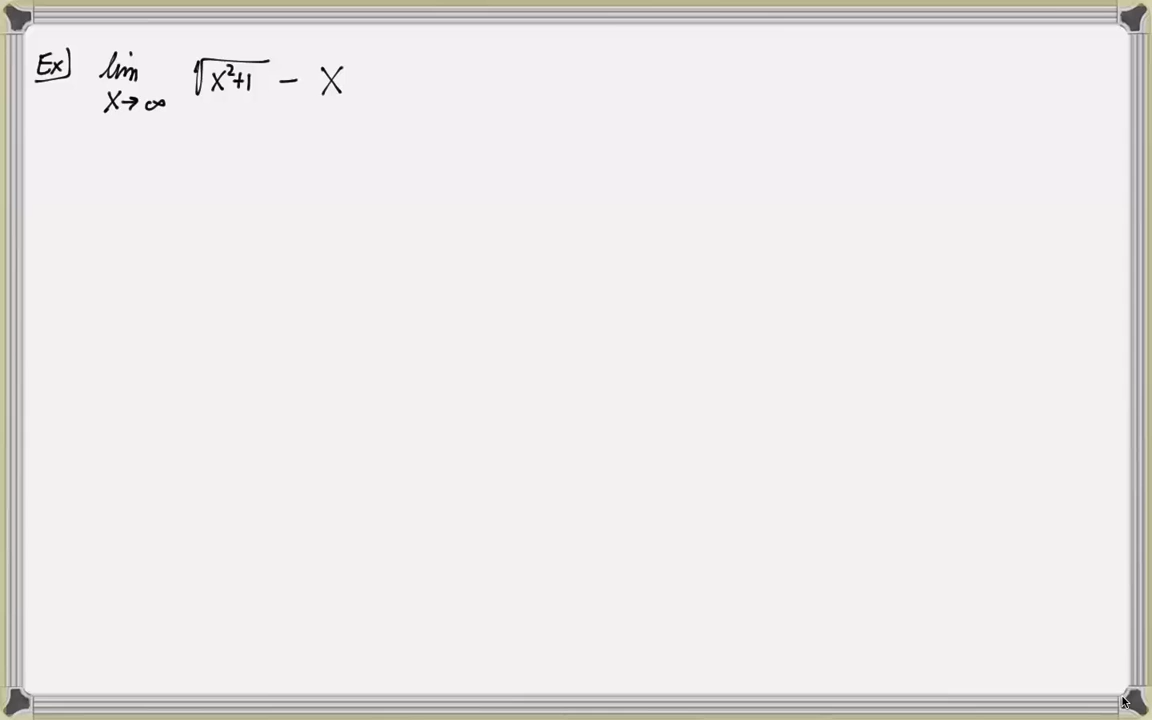 Ex] lim √(x²+1) - x
x→∞